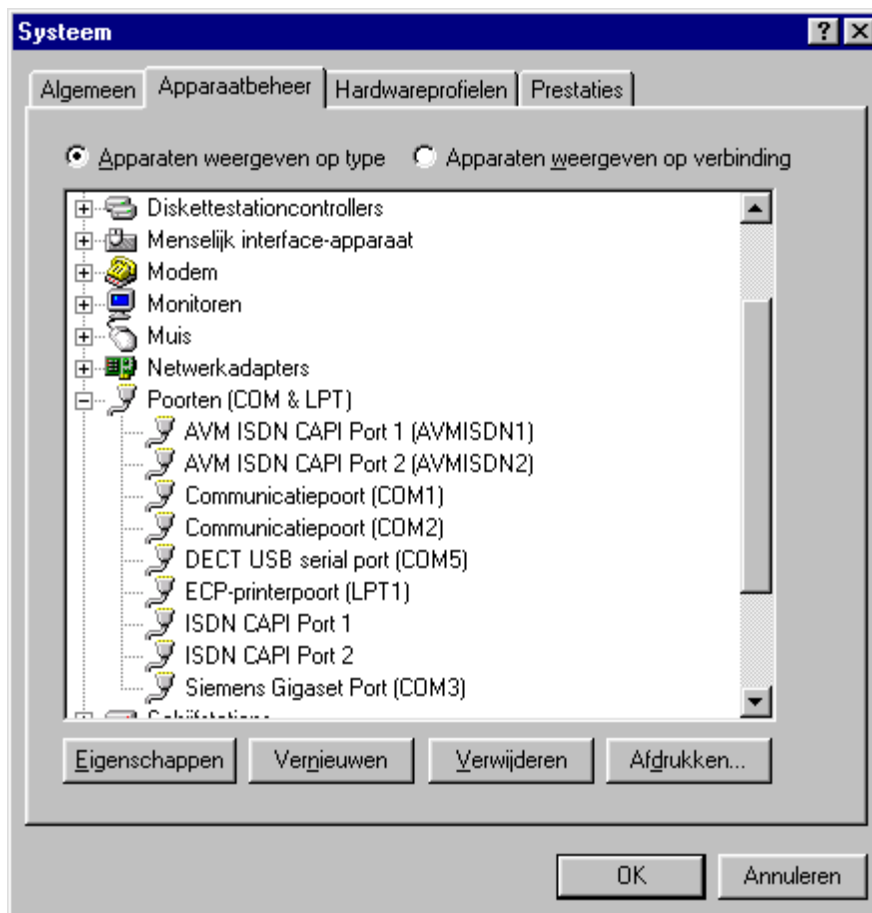 Systeem
Algemeen Apparaatbeheer Hardwareprofielen Prestaties
Apparaten weergeven op type Apparaten weergeven op verbinding
Diskettestationcontrollers
Menselijk interface-apparaat
Modem
Monitoren
Muis
Netwerkadapters
Poorten (COM & LPT)
AVM ISDN CAPI Port 1 (AVMISDN1)
AVM ISDN CAPI Port 2 (AVMISDN2)
Communicatiepoort (COM1)
Communicatiepoort (COM2)
DECT USB serial port (COM5)
ECP-printerpoort (LPT1)
ISDN CAPI Port 1
ISDN CAPI Port 2
Siemens Gigaset Port (COM3)
Eigenschappen Vernieuwen Verwijderen Afdrukken...
OK Annuleren